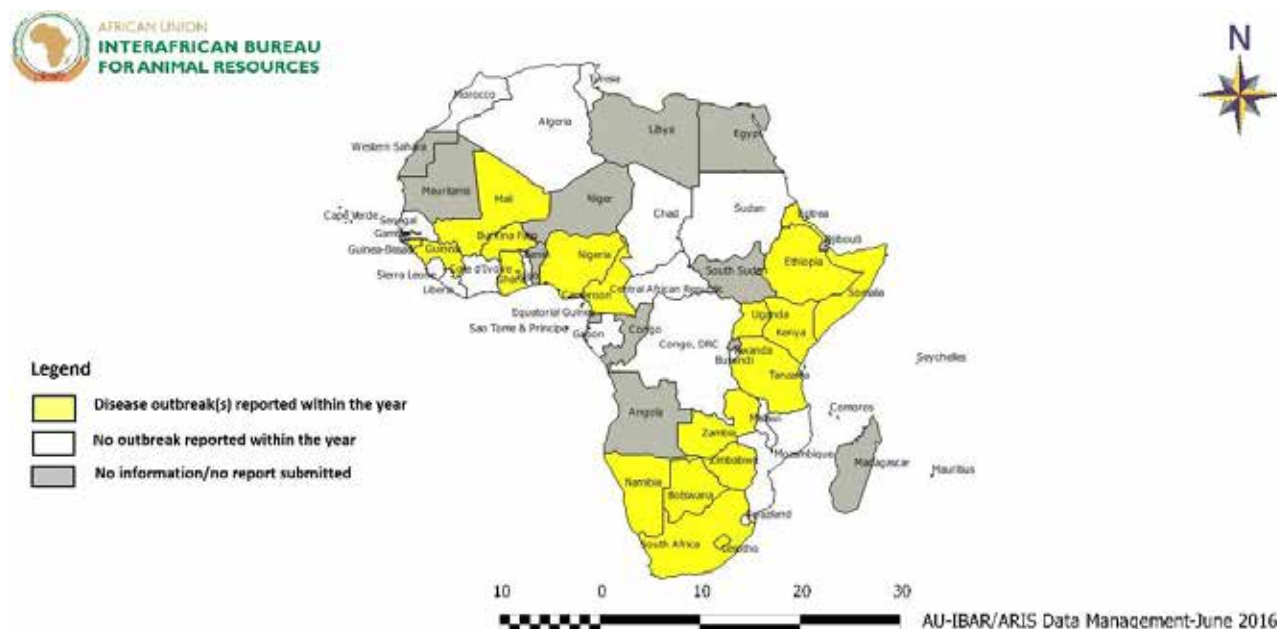 AFRICAN UNION
INTERAFRICAN BUREAU
FOR ANIMAL RESOURCES
N
Tunisia
Morocco
Algeria
Libya
Egypt
Western Sahara
Mauritania
Mali
Niger
Chad
Sudan
Eritrea
Cape Verde
Senegal
Gambia
Djibouti
Burkina Faso
Guinea-Bissau
Guinea
Benin
Nigeria
Ethiopia
Cote d'Ivoire
Ghana
Togo
South Sudan
Sierra Leone
Liberia
Cameroon
Central African Republic
Somalia
Equatorial Guinea
Uganda
Sao Tome & Principe
Gabon
Congo
Kenya
Congo, DRC
Rwanda
Burundi
Seychelles
Tanzania
Legend
Disease outbreak(s) reported within the year
Angola
Malawi
Comoros
No outbreak reported within the year
Zambia
Mozambique
Zimbabwe
Madagascar
Mauritius
No information/no report submitted
Namibia
Botswana
Swaziland
South Africa
Lesotho
10 0 10 20 30
AU-IBAR/ARIS Data Management-June 2016